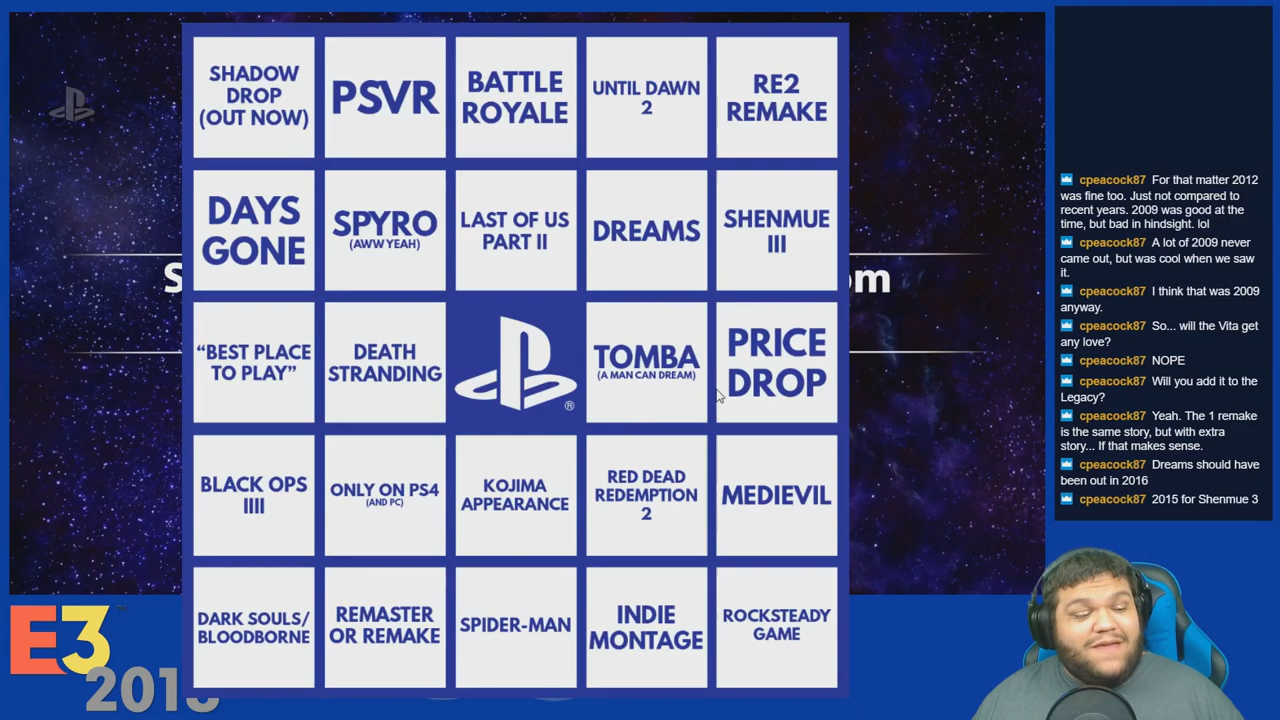 SHADOW
DROP
(OUT NOW)
PSVR
BATTLE
ROYALE
UNTIL DAWN
2
RE2
REMAKE
DAYS
GONE
SPYRO
(AWW YEAH)
LAST OF US
PART II
DREAMS
SHENMUE
III
S
om
“BEST PLACE
TO PLAY”
DEATH
STRANDING
®
TOMBA
(A MAN CAN DREAM)
PRICE
DROP
BLACK OPS
IIII
ONLY ON PS4
(AND PC)
KOJIMA
APPEARANCE
RED DEAD
REDEMPTION
2
MEDIEVIL
DARK SOULS/
BLOODBORNE
REMASTER
OR REMAKE
SPIDER-MAN
INDIE
MONTAGE
ROCKSTEADY
GAME
E3
2018
cpeacock87 For that matter 2012
was fine too. Just not compared to
recent years. 2009 was good at the
time, but bad in hindsight. lol
cpeacock87 A lot of 2009 never
came out, but was cool when we saw
it.
cpeacock87 I think that was 2009
anyway.
cpeacock87 So... will the Vita get
any love?
cpeacock87 NOPE
cpeacock87 Will you add it to the
Legacy?
cpeacock87 Yeah. The 1 remake
is the same story, but with extra
story... If that makes sense.
cpeacock87 Dreams should have
been out in 2016
cpeacock87 2015 for Shenmue 3